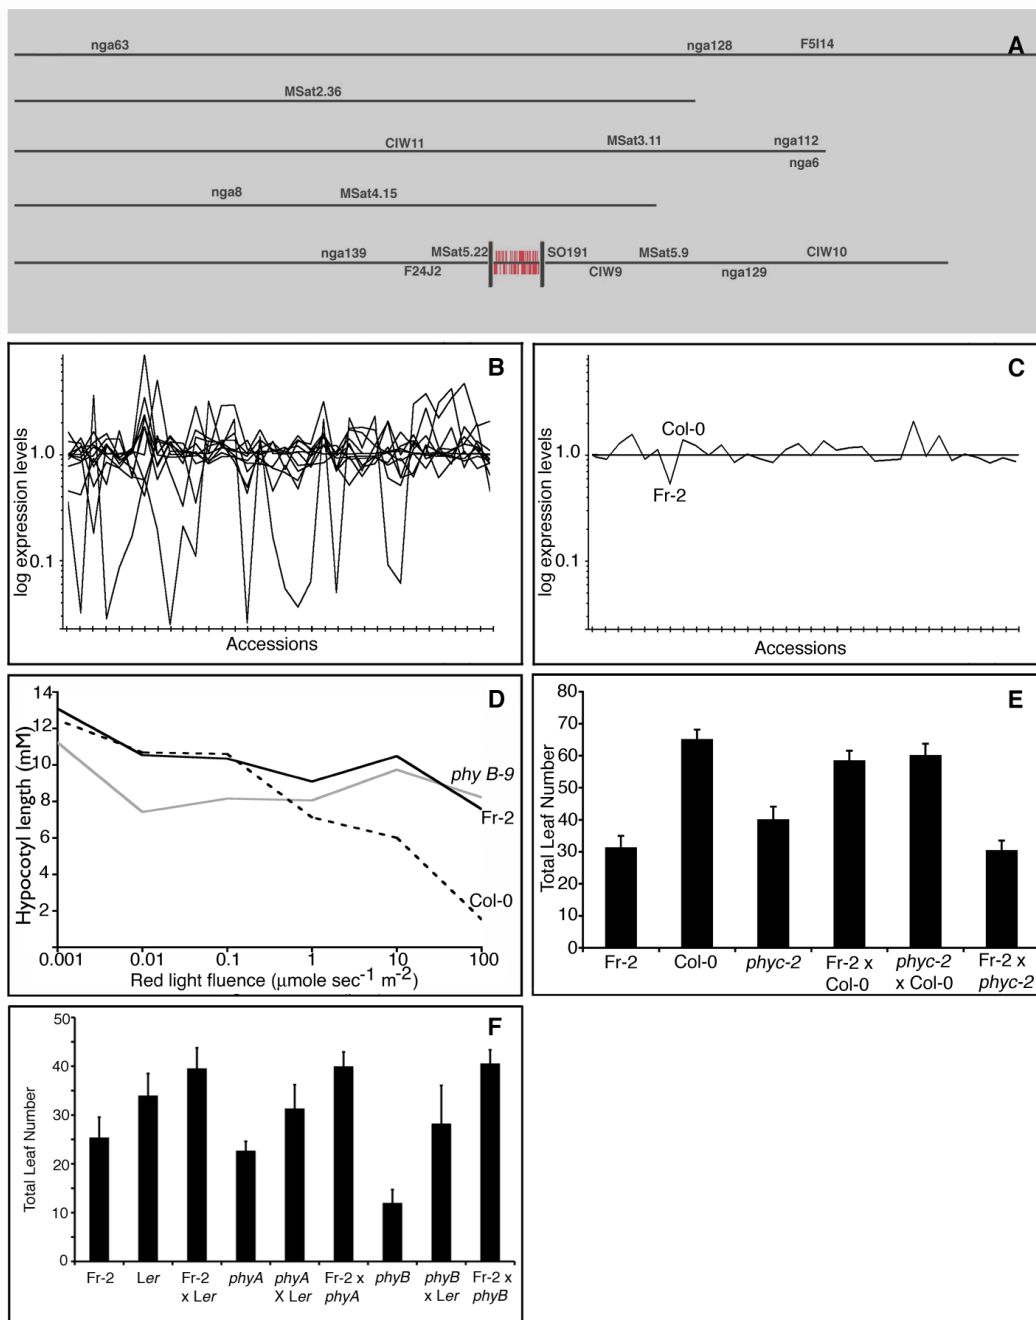 A
nga63
nga128
F5I14
MSat2.36
CIW11
MSat3.11
nga112
nga6
nga8
MSat4.15
nga139
MSat5.22
SO191
MSat5.9
CIW10
F24J2
CIW9
nga129
B
log expression levels
1.0
0.1
Accessions
C
log expression levels
1.0
0.1
Col-0
Fr-2
Accessions
D
Hypocotyl length (mM)
14
12
10
8
6
4
2
phy B-9
Fr-2
Col-0
0.001
0.01
0.1
1
10
100
Red light fluence (μmole sec-1 m-2)
E
Total Leaf Number
80
70
60
50
40
30
20
10
0
Fr-2
Col-0
phyc-2
Fr-2 x
Col-0
phyc-2
x Col-0
Fr-2 x
phyc-2
F
Total Leaf Number
50
40
30
20
10
0
Fr-2
Ler
Fr-2
x Ler
phyA
phyA
X Ler
Fr-2 x
phyA
phyB
phyB
x Ler
Fr-2 x
phyB